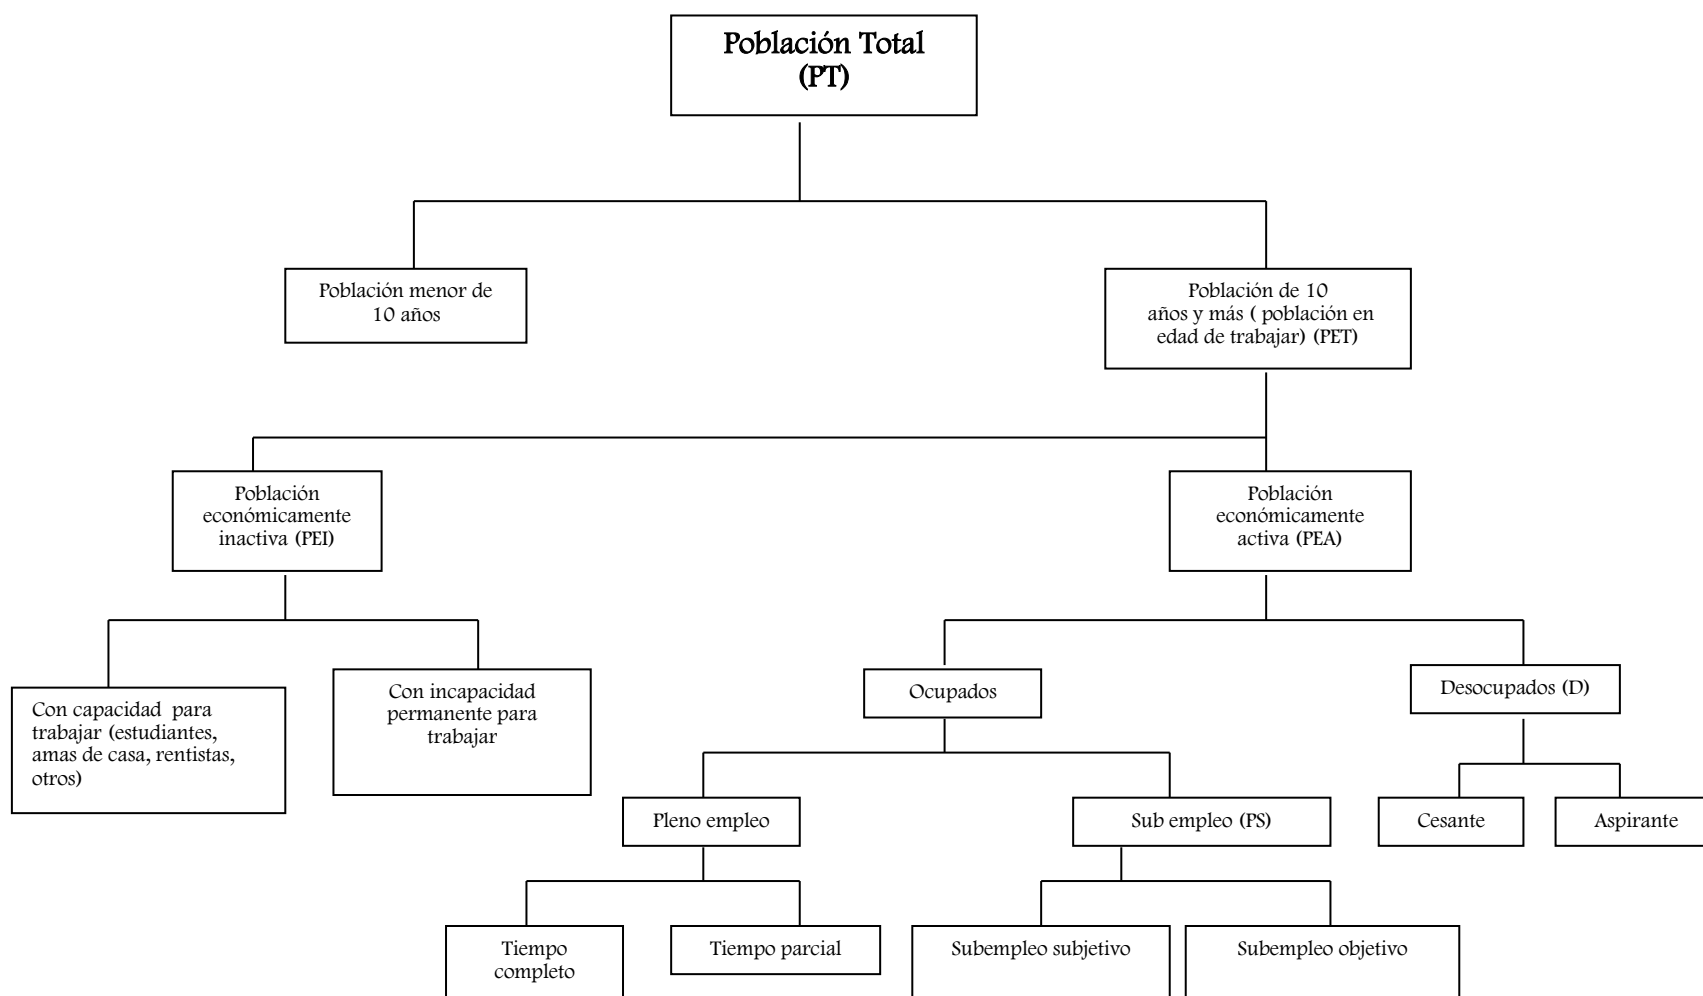 Población Total
(PT)
Población menor de
10 años
Población de 10
años y más ( población en
edad de trabajar) (PET)
Población
económicamente
inactiva (PEI)
Población
económicamente
activa (PEA)
Con capacidad para
trabajar (estudiantes,
amas de casa, rentistas,
otros)
Con incapacidad
permanente para
trabajar
Ocupados
Desocupados (D)
Pleno empleo
Sub empleo (PS)
Cesante
Aspirante
Tiempo
completo
Tiempo parcial
Subempleo subjetivo
Subempleo objetivo